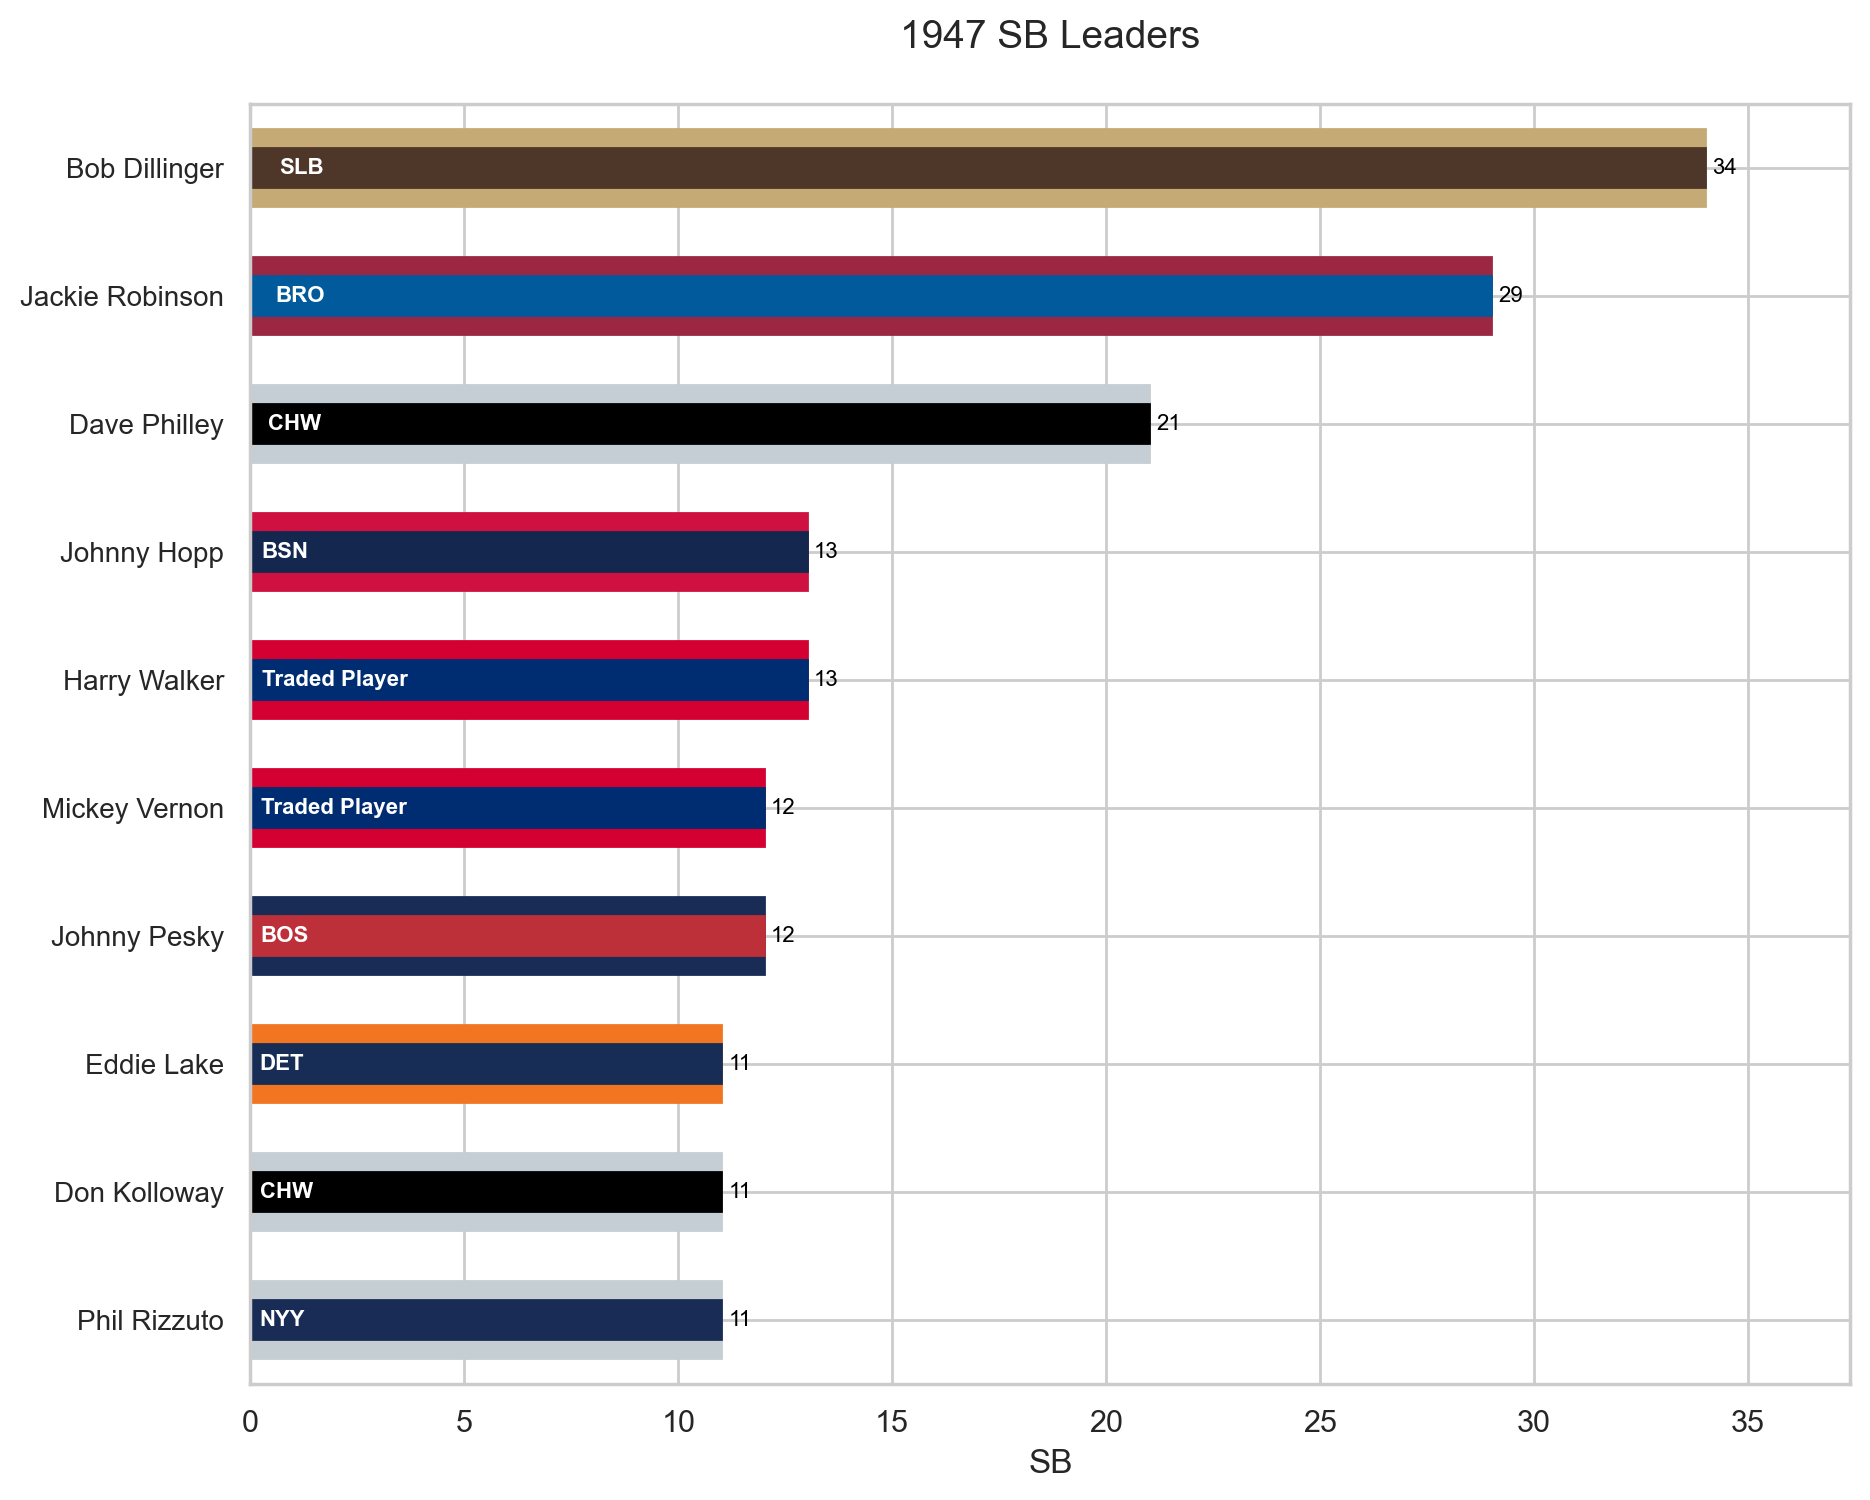 1947 SB Leaders
Bob Dillinger SLB 34
Jackie Robinson BRO 29
Dave Philley CHW 21
Johnny Hopp BSN 13
Harry Walker Traded Player 13
Mickey Vernon Traded Player 12
Johnny Pesky BOS 12
Eddie Lake DET 11
Don Kolloway CHW 11
Phil Rizzuto NYY 11
0 5 10 15 20 25 30 35
SB